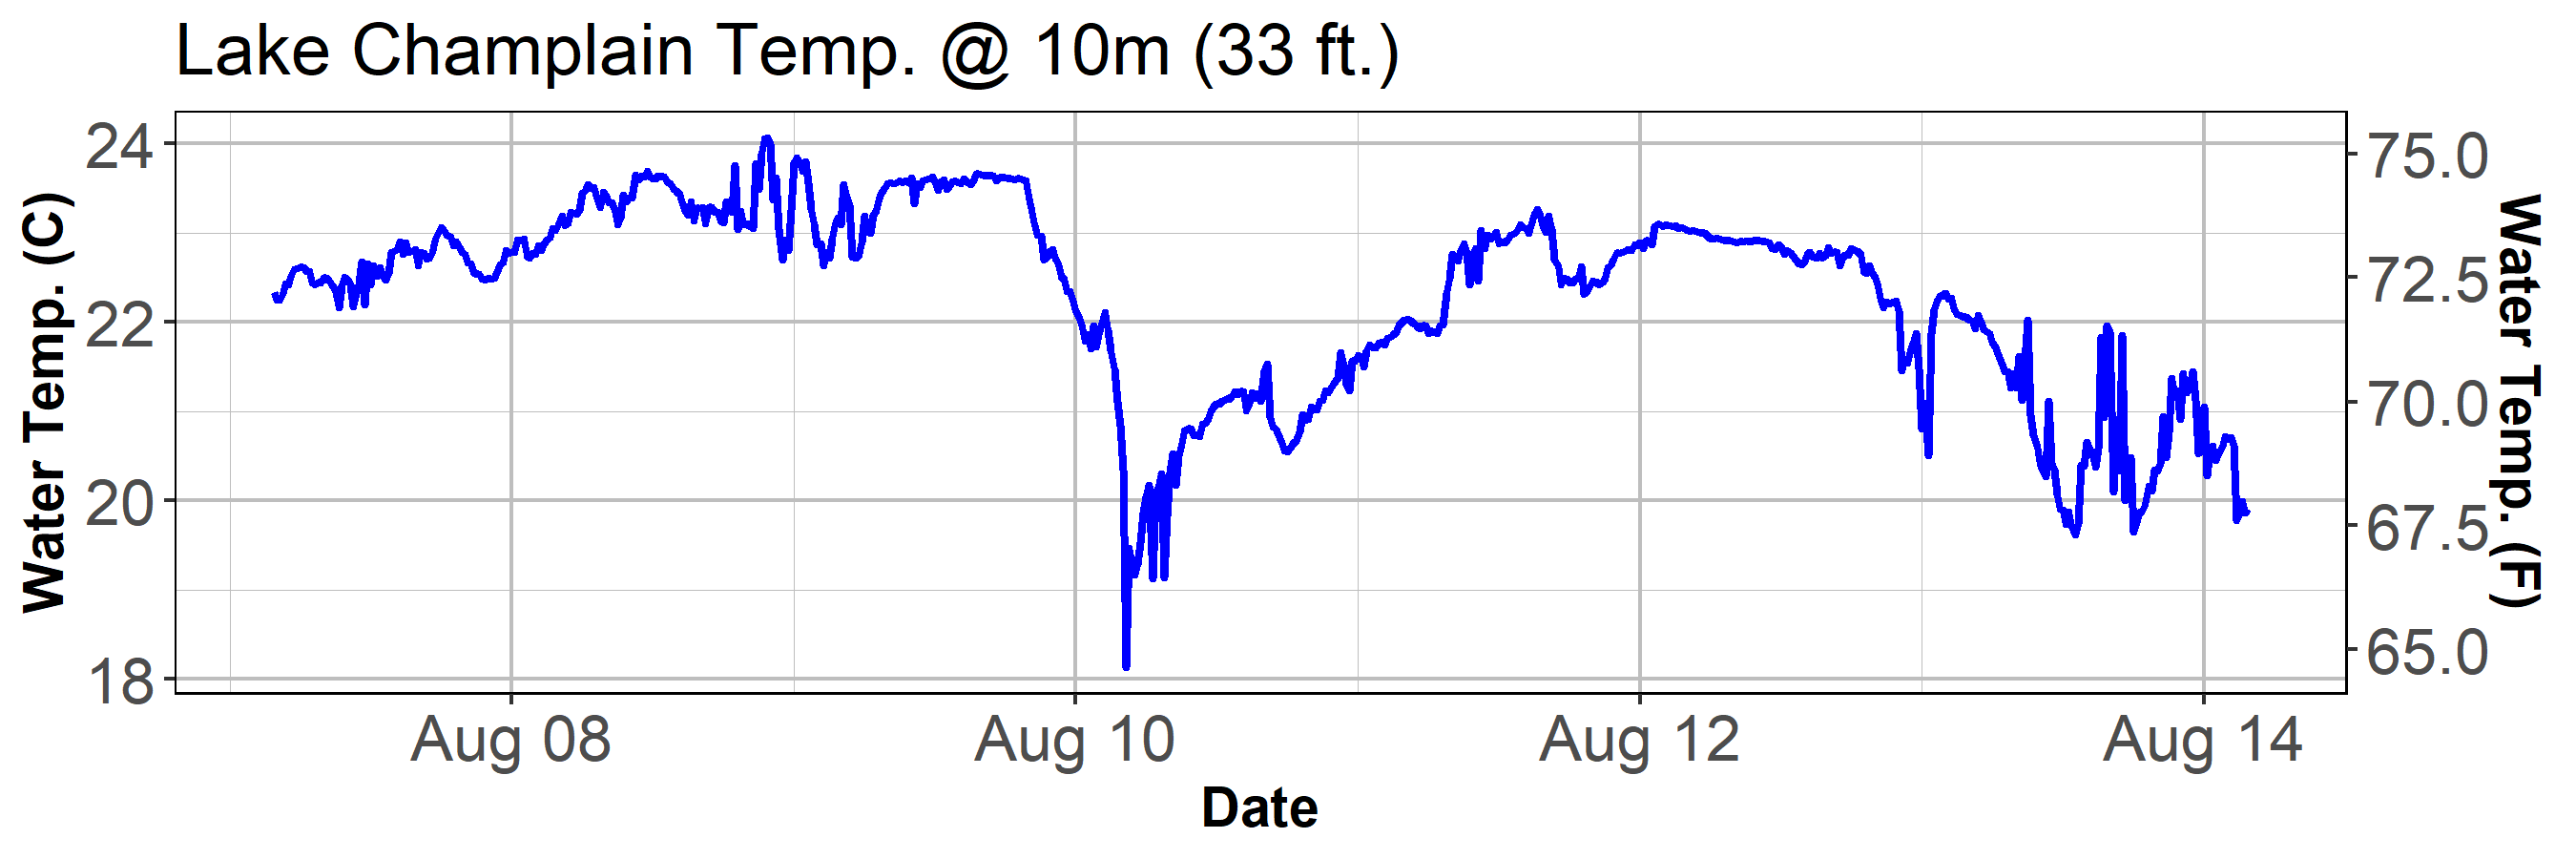 Lake Champlain Temp. @ 10m (33 ft.)
Water Temp. (C)
24
22
20
18
75.0
72.5
70.0
67.5
65.0
Water Temp. (F)
Aug 08 Aug 10 Aug 12 Aug 14
Date